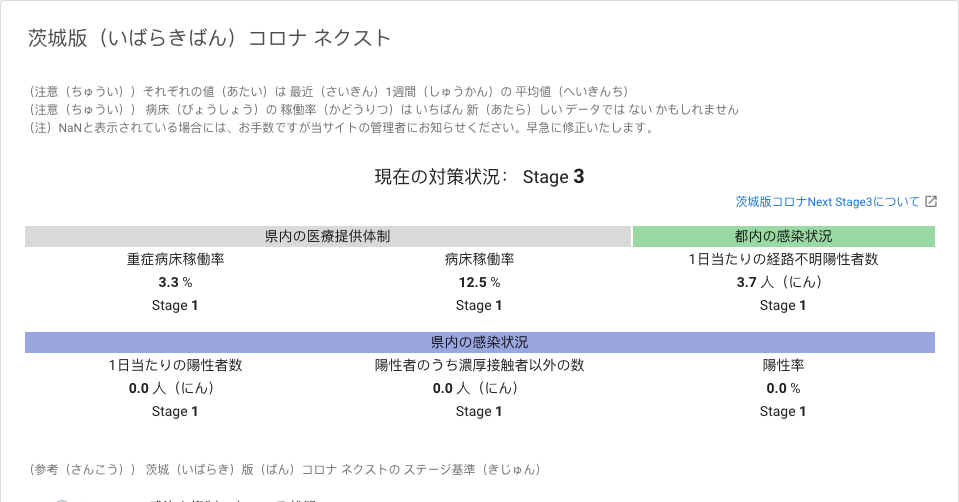 茨城版（いばらきばん）コロナ ネクスト
（注意（ちゅうい））それぞれの値（あたい）は 最近（さいきん）1週間（しゅうかん）の 平均値（へいきんち）
（注意（ちゅうい）） 病床（びょうしょう）の 稼働率（かどうりつ）は いちばん 新（あたら）しい データでは ない かもしれません
（注）NaNと表示されている場合には、お手数ですが当サイトの管理者にお知らせください。早急に修正いたします。
現在の対策状況： Stage 3
茨城版コロナNext Stage3について
県内の医療提供体制 都内の感染状況
重症病床稼働率 病床稼働率 1日当たりの経路不明陽性者数
3.3 % 12.5 % 3.7 人（にん）
Stage 1 Stage 1 Stage 1
県内の感染状況
1日当たりの陽性者数 陽性者のうち濃厚接触者以外の数 陽性率
0.0 人（にん） 0.0 人（にん） 0.0 %
Stage 1 Stage 1 Stage 1
（参考（さんこう）） 茨城（いばらき）版（ばん）コロナ ネクストの ステージ基準（きじゅん）